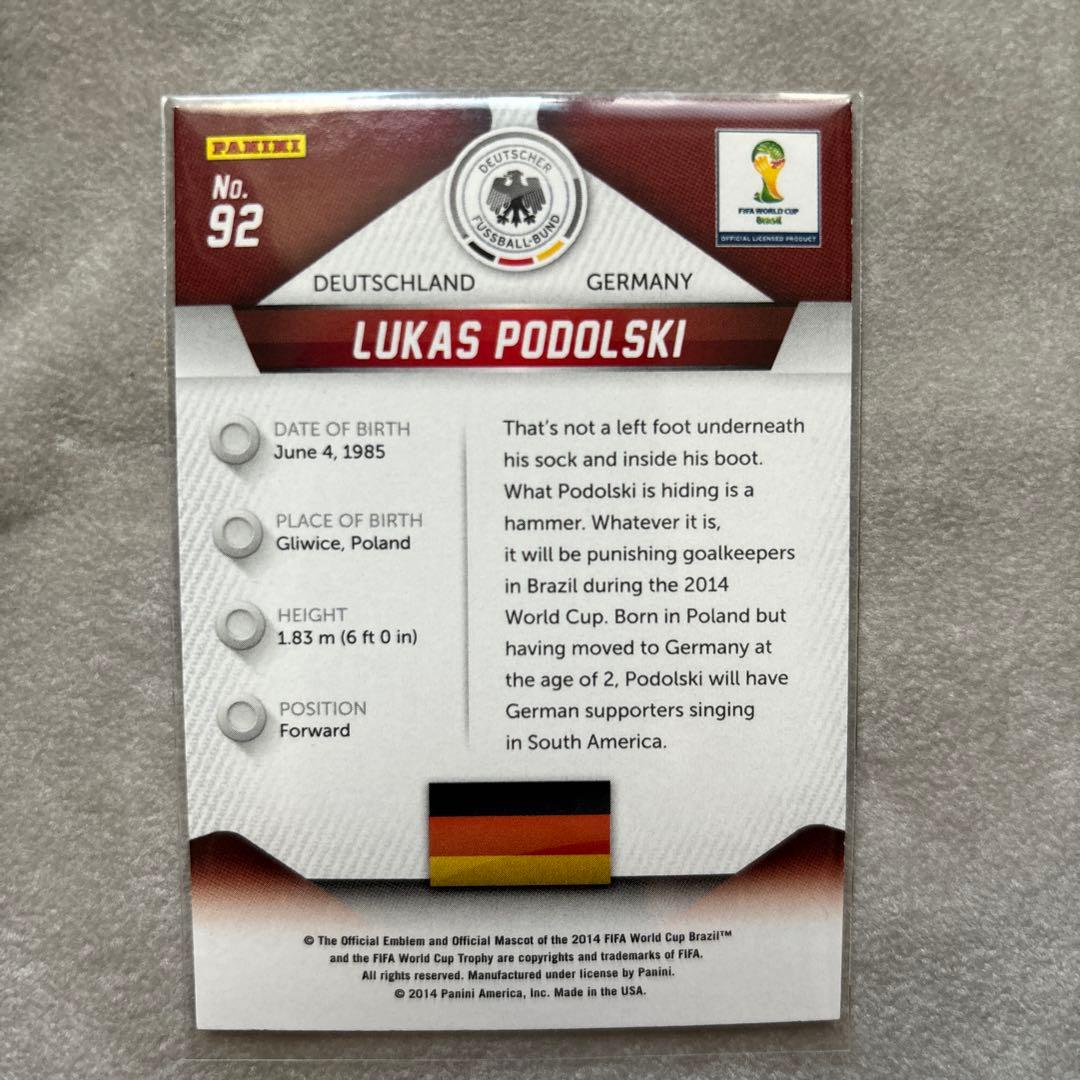 PANINI
No.
92
DEUTSCHER
FUSSBALL-BUND
FIFA WORLD CUP
Brasil
OFFICIAL LICENSED PRODUCT
DEUTSCHLAND GERMANY
LUKAS PODOLSKI
DATE OF BIRTH
June 4, 1985
PLACE OF BIRTH
Gliwice, Poland
HEIGHT
1.83 m (6 ft 0 in)
POSITION
Forward
That's not a left foot underneath
his sock and inside his boot.
What Podolski is hiding is a
hammer. Whatever it is,
it will be punishing goalkeepers
in Brazil during the 2014
World Cup. Born in Poland but
having moved to Germany at
the age of 2, Podolski will have
German supporters singing
in South America.
© The Official Emblem and Official Mascot of the 2014 FIFA World Cup Brazil™
and the FIFA World Cup Trophy are copyrights and trademarks of FIFA.
All rights reserved. Manufactured under license by Panini.
© 2014 Panini America, Inc. Made in the USA.